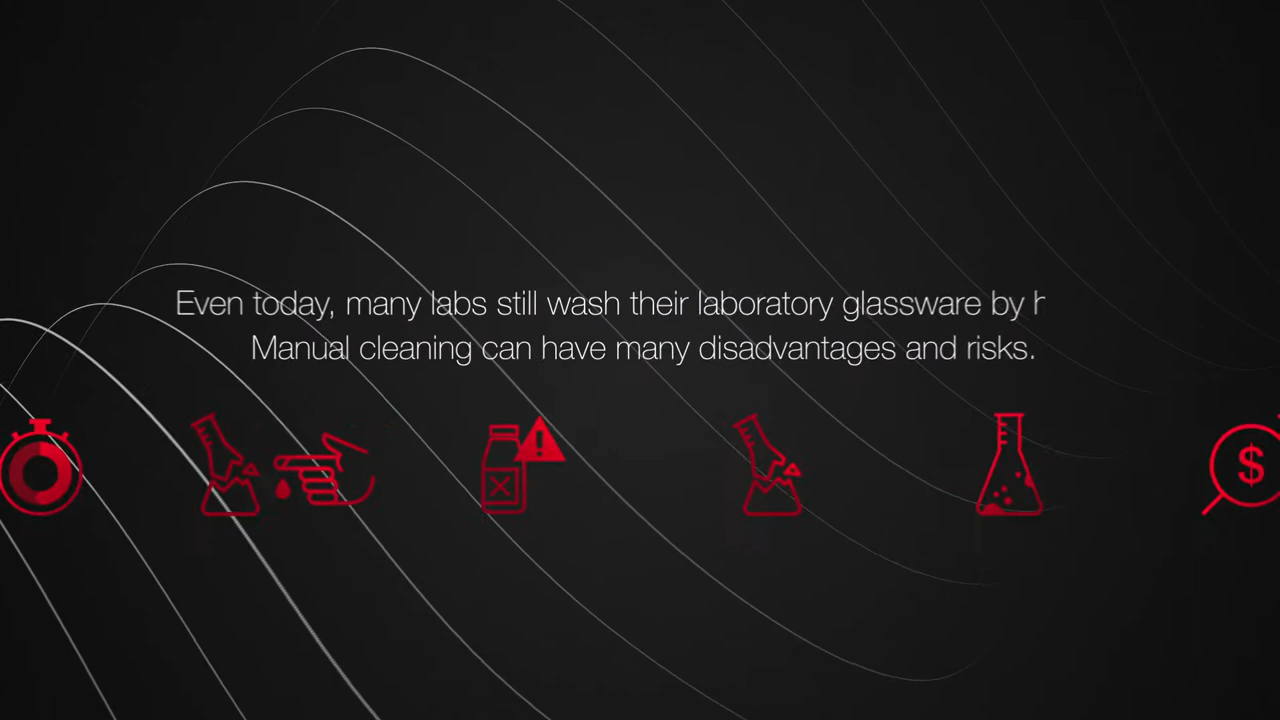 Even today, many labs still wash their laboratory glassware by
Manual cleaning can have many disadvantages and risks.
$